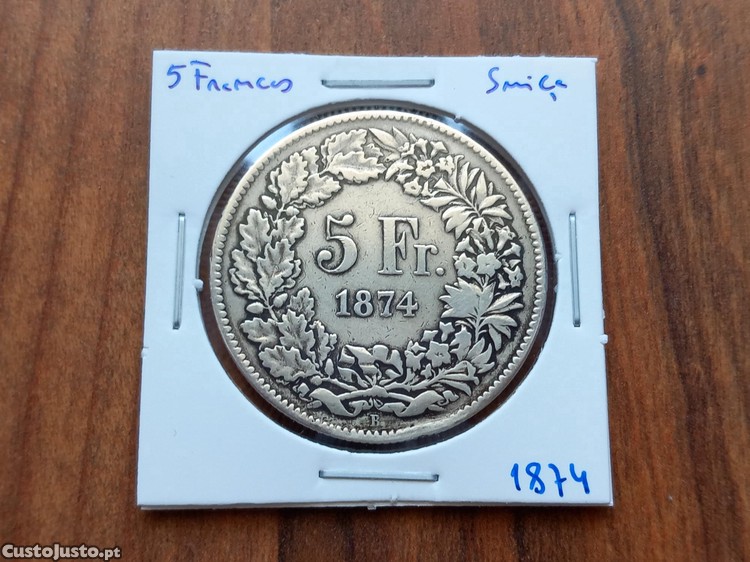 5 Francos Suiça
5 Fr.
1874
B
1874
CustoJusto.pt